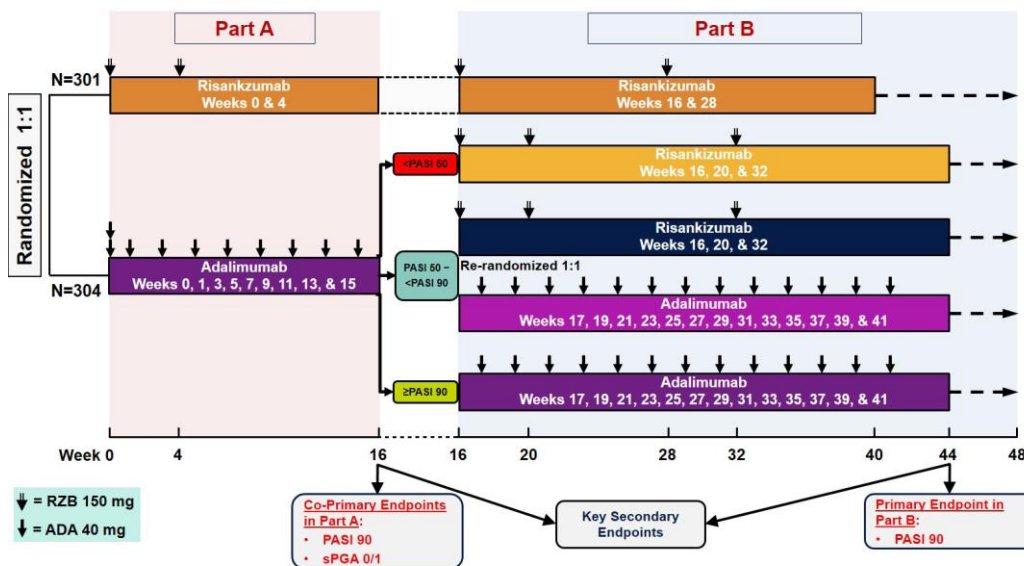 Part A
Part B
N=301
Risankzumab
Weeks 0 & 4
Risankizumab
Weeks 16 & 28
Randomized 1:1
<PASI 50
Risankizumab
Weeks 16, 20, & 32
Risankizumab
Weeks 16, 20, & 32
N=304
Adalimumab
Weeks 0, 1, 3, 5, 7, 9, 11, 13, & 15
PASI 50 –
<PASI 90
Re-randomized 1:1
Adalimumab
Weeks 17, 19, 21, 23, 25, 27, 29, 31, 33, 35, 37, 39, & 41
≥PASI 90
Adalimumab
Weeks 17, 19, 21, 23, 25, 27, 29, 31, 33, 35, 37, 39, & 41
Week 0 4 16 16 20 28 32 40 44 48
= RZB 150 mg
= ADA 40 mg
Co-Primary Endpoints
in Part A:
• PASI 90
• sPGA 0/1
Key Secondary
Endpoints
Primary Endpoint in
Part B:
• PASI 90